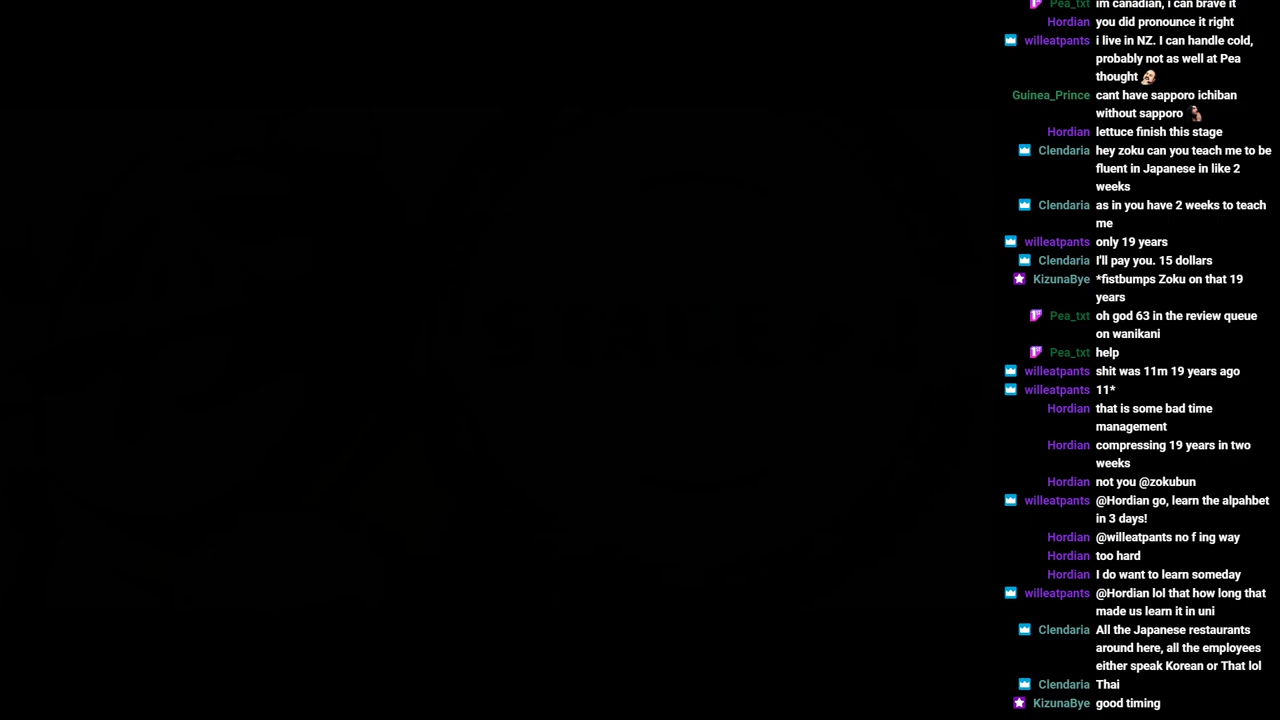 Pea_txt im canadian, i can brave it
Hordian you did pronounce it right
willeatpants i live in NZ. I can handle cold,
probably not as well at Pea
thought
Guinea_Prince cant have sapporo ichiban
without sapporo
Hordian lettuce finish this stage
Clendaria hey zoku can you teach me to be
fluent in Japanese in like 2
weeks
Clendaria as in you have 2 weeks to teach
me
willeatpants only 19 years
Clendaria I'll pay you. 15 dollars
KizunaBye *fistbumps Zoku on that 19
years
Pea_txt oh god 63 in the review queue
on wanikani
Pea_txt help
willeatpants shit was 11m 19 years ago
willeatpants 11*
Hordian that is some bad time
management
Hordian compressing 19 years in two
weeks
Hordian not you @zokubun
willeatpants @Hordian go, learn the alpahbet
in 3 days!
Hordian @willeatpants no f ing way
Hordian too hard
Hordian I do want to learn someday
willeatpants @Hordian lol that how long that
made us learn it in uni
Clendaria All the Japanese restaurants
around here, all the employees
either speak Korean or That lol
Clendaria Thai
KizunaBye good timing